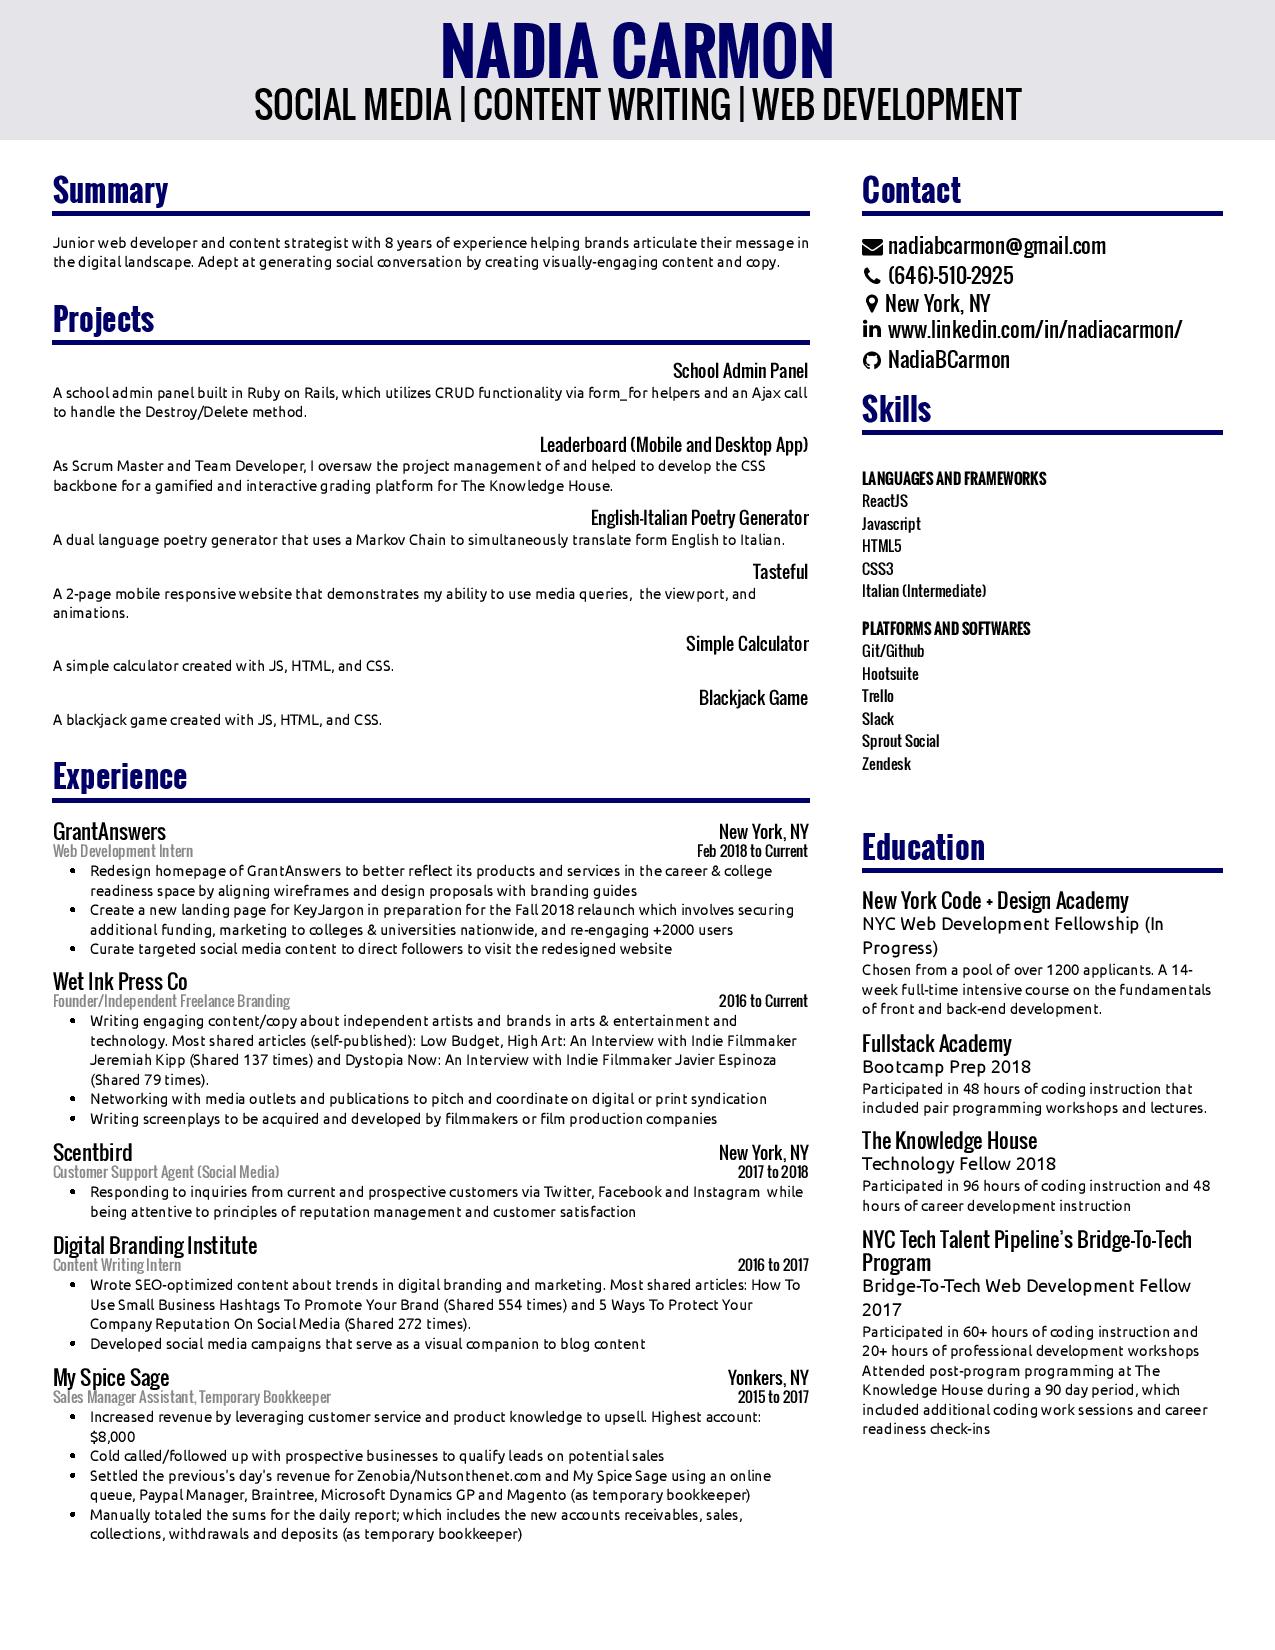 NADIA CARMON
SOCIAL MEDIA | CONTENT WRITING | WEB DEVELOPMENT
Summary
Junior web developer and content strategist with 8 years of experience helping brands articulate their message in
the digital landscape. Adept at generating social conversation by creating visually-engaging content and copy.
Projects
School Admin Panel
A school admin panel built in Ruby on Rails, which utilizes CRUD functionality via form_for helpers and an Ajax call
to handle the Destroy/Delete method.
Leaderboard (Mobile and Desktop App)
As Scrum Master and Team Developer, I oversaw the project management of and helped to develop the CSS
backbone for a gamified and interactive grading platform for The Knowledge House.
English-Italian Poetry Generator
A dual language poetry generator that uses a Markov Chain to simultaneously translate form English to Italian.
Tasteful
A 2-page mobile responsive website that demonstrates my ability to use media queries, the viewport, and
animations.
Simple Calculator
A simple calculator created with JS, HTML, and CSS.
Blackjack Game
A blackjack game created with JS, HTML, and CSS.
Experience
GrantAnswers New York, NY
Web Development Intern Feb 2018 to Current
• Redesign homepage of GrantAnswers to better reflect its products and services in the career & college
readiness space by aligning wireframes and design proposals with branding guides
• Create a new landing page for KeyJargon in preparation for the Fall 2018 relaunch which involves securing
additional funding, marketing to colleges & universities nationwide, and re-engaging +2000 users
• Curate targeted social media content to direct followers to visit the redesigned website
Wet Ink Press Co
Founder/Independent Freelance Branding 2016 to Current
• Writing engaging content/copy about independent artists and brands in arts & entertainment and
technology. Most shared articles (self-published): Low Budget, High Art: An Interview with Indie Filmmaker
Jeremiah Kipp (Shared 137 times) and Dystopia Now: An Interview with Indie Filmmaker Javier Espinoza
(Shared 79 times).
• Networking with media outlets and publications to pitch and coordinate on digital or print syndication
• Writing screenplays to be acquired and developed by filmmakers or film production companies
Scentbird New York, NY
Customer Support Agent (Social Media) 2017 to 2018
• Responding to inquiries from current and prospective customers via Twitter, Facebook and Instagram while
being attentive to principles of reputation management and customer satisfaction
Digital Branding Institute
Content Writing Intern 2016 to 2017
• Wrote SEO-optimized content about trends in digital branding and marketing. Most shared articles: How To
Use Small Business Hashtags To Promote Your Brand (Shared 554 times) and 5 Ways To Protect Your
Company Reputation On Social Media (Shared 272 times).
• Developed social media campaigns that serve as a visual companion to blog content
My Spice Sage Yonkers, NY
Sales Manager Assistant, Temporary Bookkeeper 2015 to 2017
• Increased revenue by leveraging customer service and product knowledge to upsell. Highest account:
$8,000
• Cold called/followed up with prospective businesses to qualify leads on potential sales
• Settled the previous's day's revenue for Zenobia/Nutsonthenet.com and My Spice Sage using an online
queue, Paypal Manager, Braintree, Microsoft Dynamics GP and Magento (as temporary bookkeeper)
• Manually totaled the sums for the daily report; which includes the new accounts receivables, sales,
collections, withdrawals and deposits (as temporary bookkeeper)
Contact
nadiabcarmon@gmail.com
(646)-510-2925
New York, NY
in www.linkedin.com/in/nadiacarmon/
NadiaBCarmon
Skills
LANGUAGES AND FRAMEWORKS
ReactJS
Javascript
HTML5
CSS3
Italian (Intermediate)
PLATFORMS AND SOFTWARES
Git/Github
Hootsuite
Trello
Slack
Sprout Social
Zendesk
Education
New York Code + Design Academy
NYC Web Development Fellowship (In
Progress)
Chosen from a pool of over 1200 applicants. A 14-
week full-time intensive course on the fundamentals
of front and back-end development.
Fullstack Academy
Bootcamp Prep 2018
Participated in 48 hours of coding instruction that
included pair programming workshops and lectures.
The Knowledge House
Technology Fellow 2018
Participated in 96 hours of coding instruction and 48
hours of career development instruction
NYC Tech Talent Pipeline's Bridge-To-Tech
Program
Bridge-To-Tech Web Development Fellow
2017
Participated in 60+ hours of coding instruction and
20+ hours of professional development workshops
Attended post-program programming at The
Knowledge House during a 90 day period, which
included additional coding work sessions and career
readiness check-ins